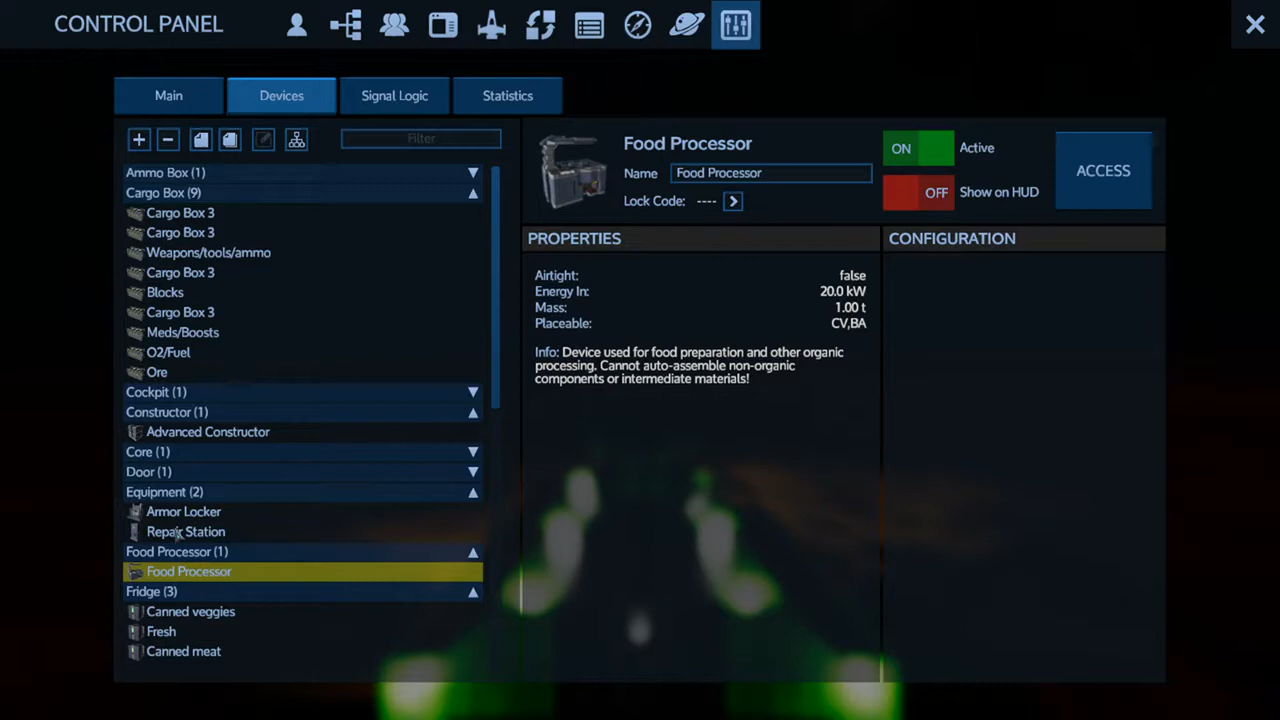 CONTROL PANEL
Main
Devices
Signal Logic
Statistics
Filter
Ammo Box (1)
Cargo Box (9)
Cargo Box 3
Cargo Box 3
Weapons/tools/ammo
Cargo Box 3
Blocks
Cargo Box 3
Meds/Boosts
O2/Fuel
Ore
Cockpit (1)
Constructor (1)
Advanced Constructor
Core (1)
Door (1)
Equipment (2)
Armor Locker
Repair Station
Food Processor (1)
Food Processor
Fridge (3)
Canned veggies
Fresh
Canned meat
Food Processor
Name Food Processor
Lock Code: ----
ON Active
OFF Show on HUD
ACCESS
PROPERTIES
Airtight: false
Energy In: 20.0 kW
Mass: 1.00 t
Placeable: CV,BA
Info: Device used for food preparation and other organic
processing. Cannot auto-assemble non-organic
components or intermediate materials!
CONFIGURATION